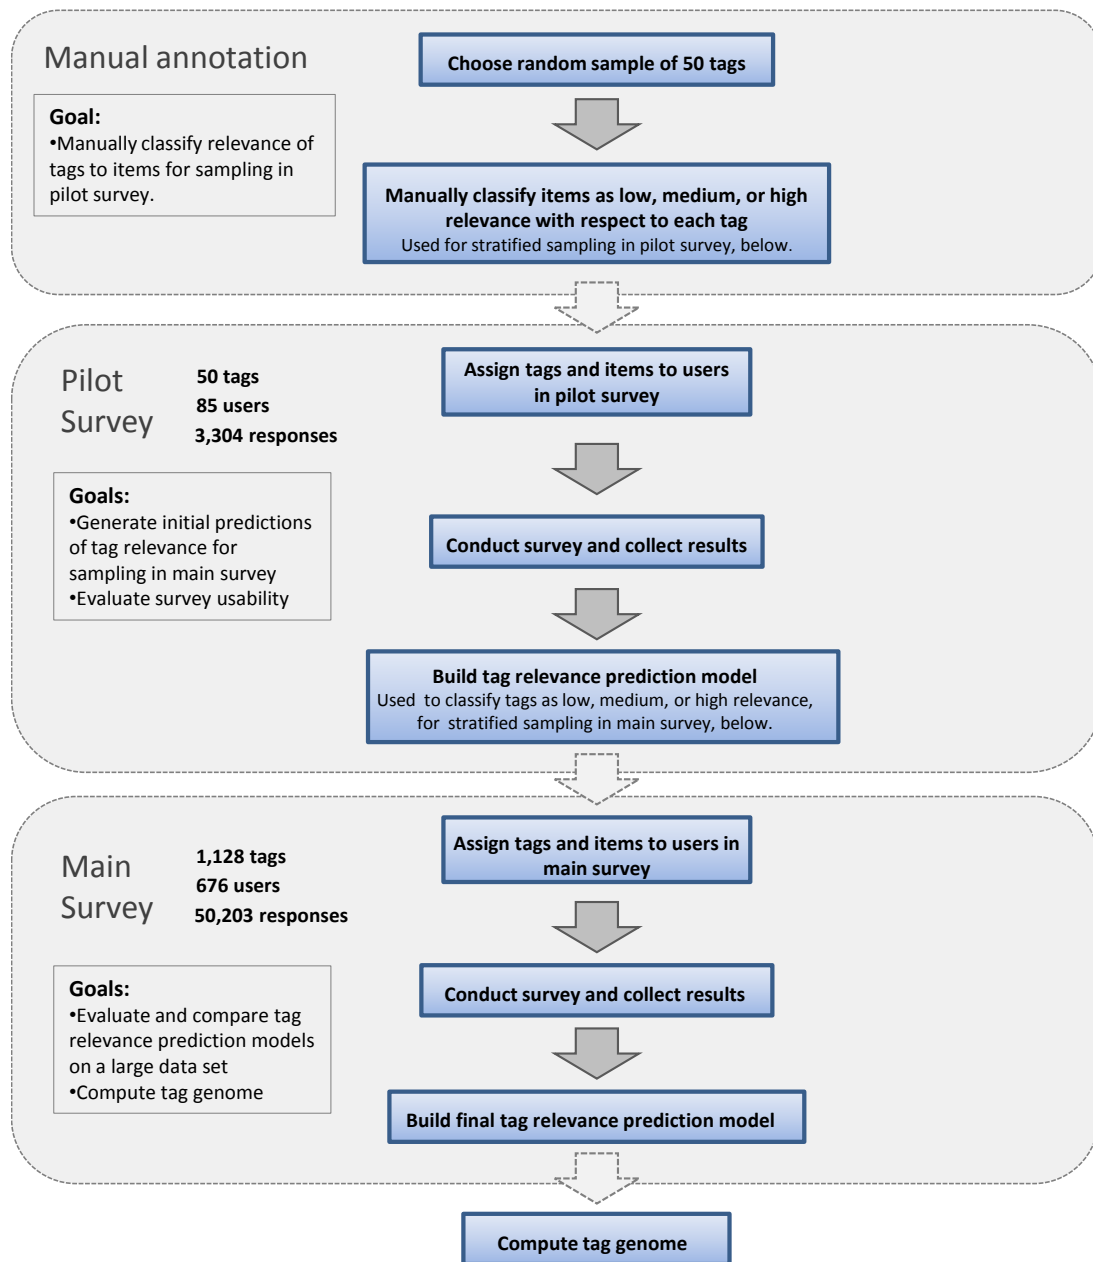 Manual annotation
Choose random sample of 50 tags
Goal:
•Manually classify relevance of
tags to items for sampling in
pilot survey.
Manually classify items as low, medium, or high
relevance with respect to each tag
Used for stratified sampling in pilot survey, below.
Pilot
Survey
50 tags
85 users
3,304 responses
Assign tags and items to users
in pilot survey
Goals:
•Generate initial predictions
of tag relevance for
sampling in main survey
•Evaluate survey usability
Conduct survey and collect results
Build tag relevance prediction model
Used to classify tags as low, medium, or high relevance,
for stratified sampling in main survey, below.
Main
Survey
1,128 tags
676 users
50,203 responses
Assign tags and items to users in
main survey
Goals:
•Evaluate and compare tag
relevance prediction models
on a large data set
•Compute tag genome
Conduct survey and collect results
Build final tag relevance prediction model
Compute tag genome